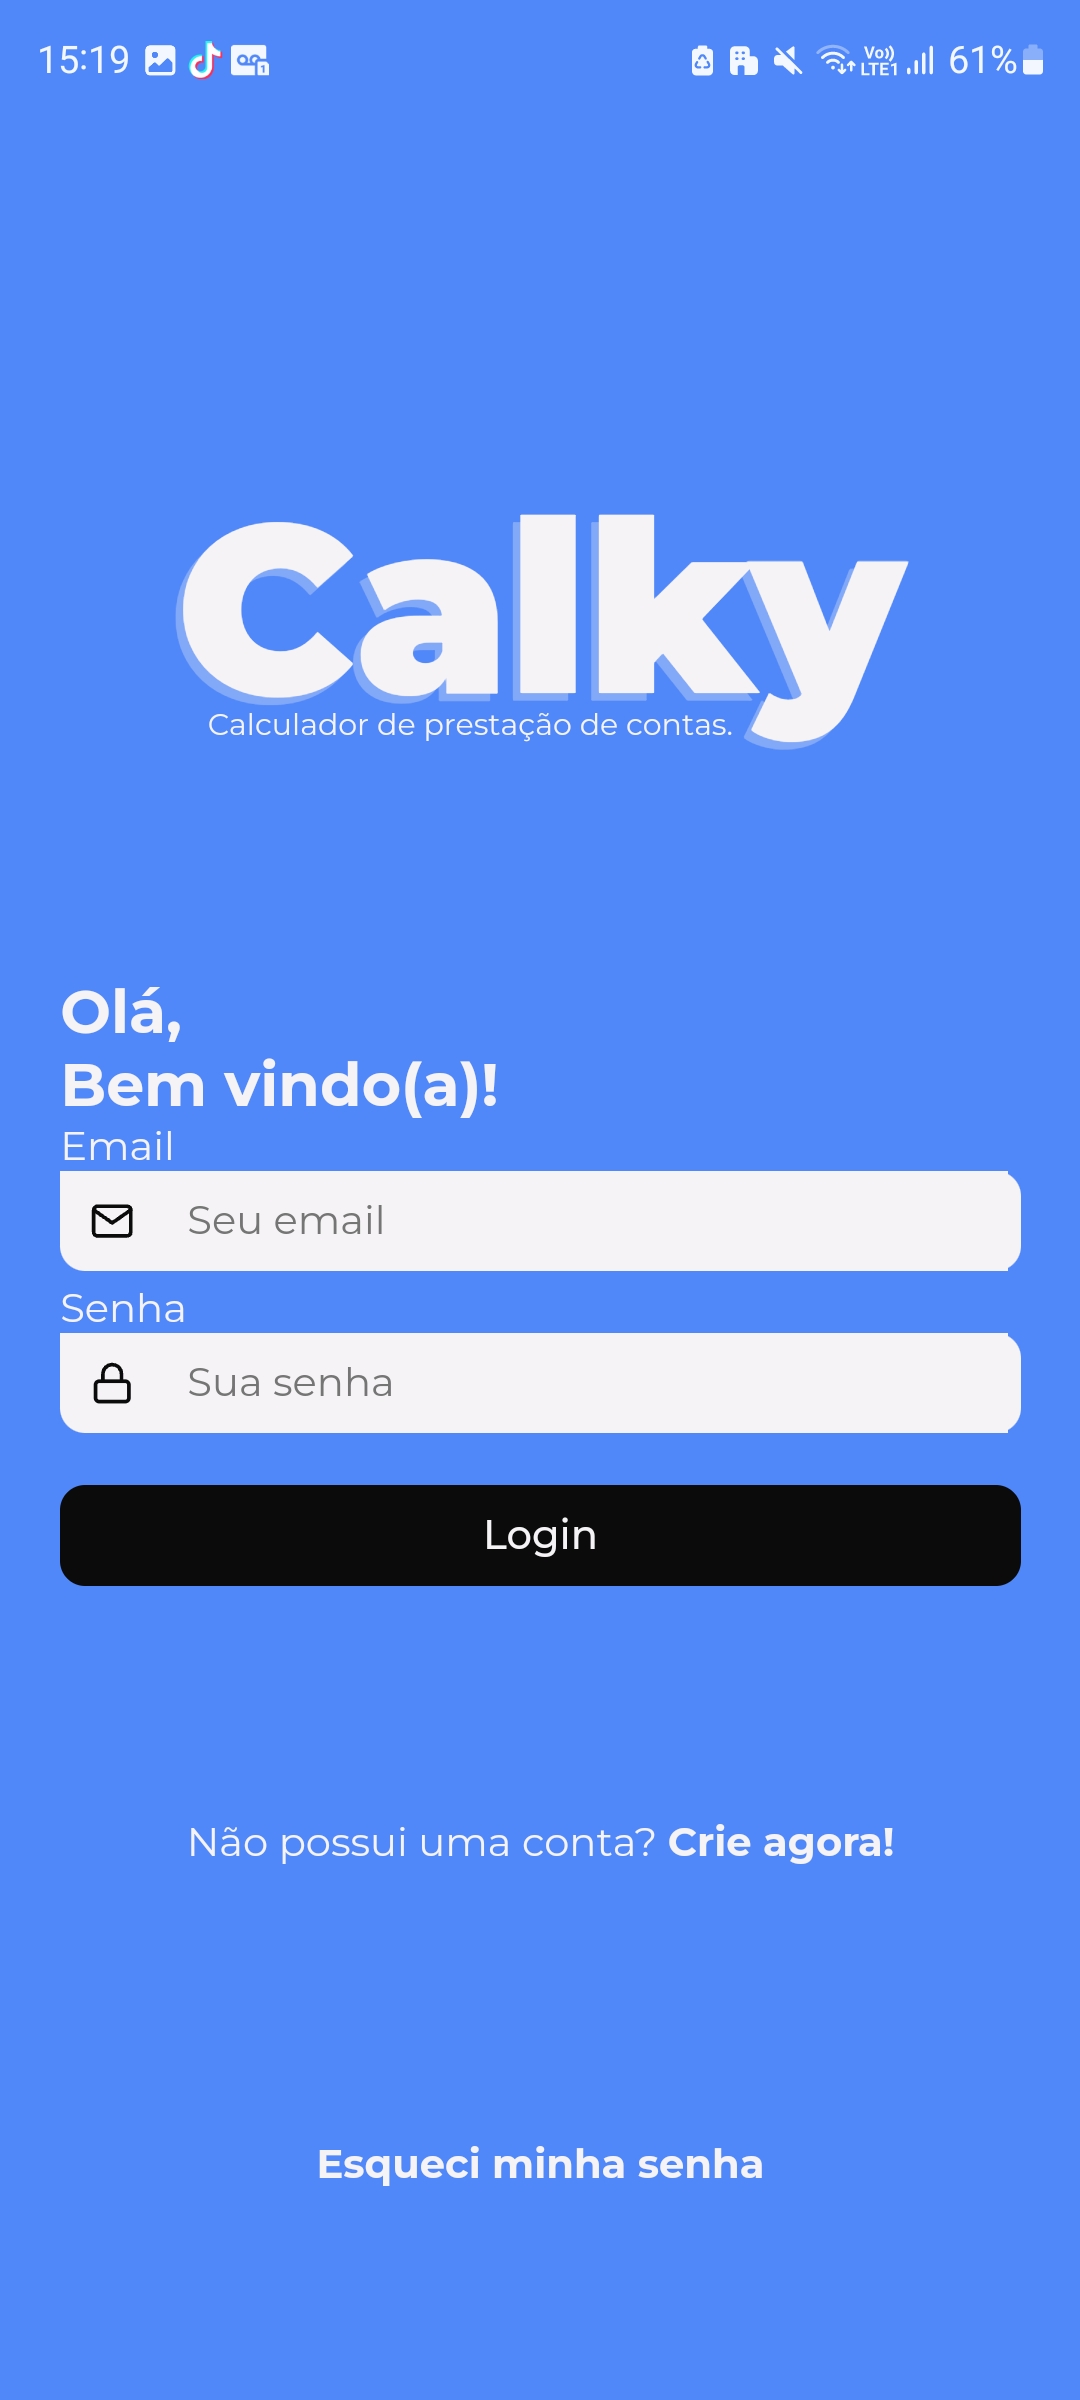 15:19
Vo)) LTE1 61%
Calky
Calculador de prestação de contas.
Olá,
Bem vindo(a)!
Email
Seu email
Senha
Sua senha
Login
Não possui uma conta? Crie agora!
Esqueci minha senha